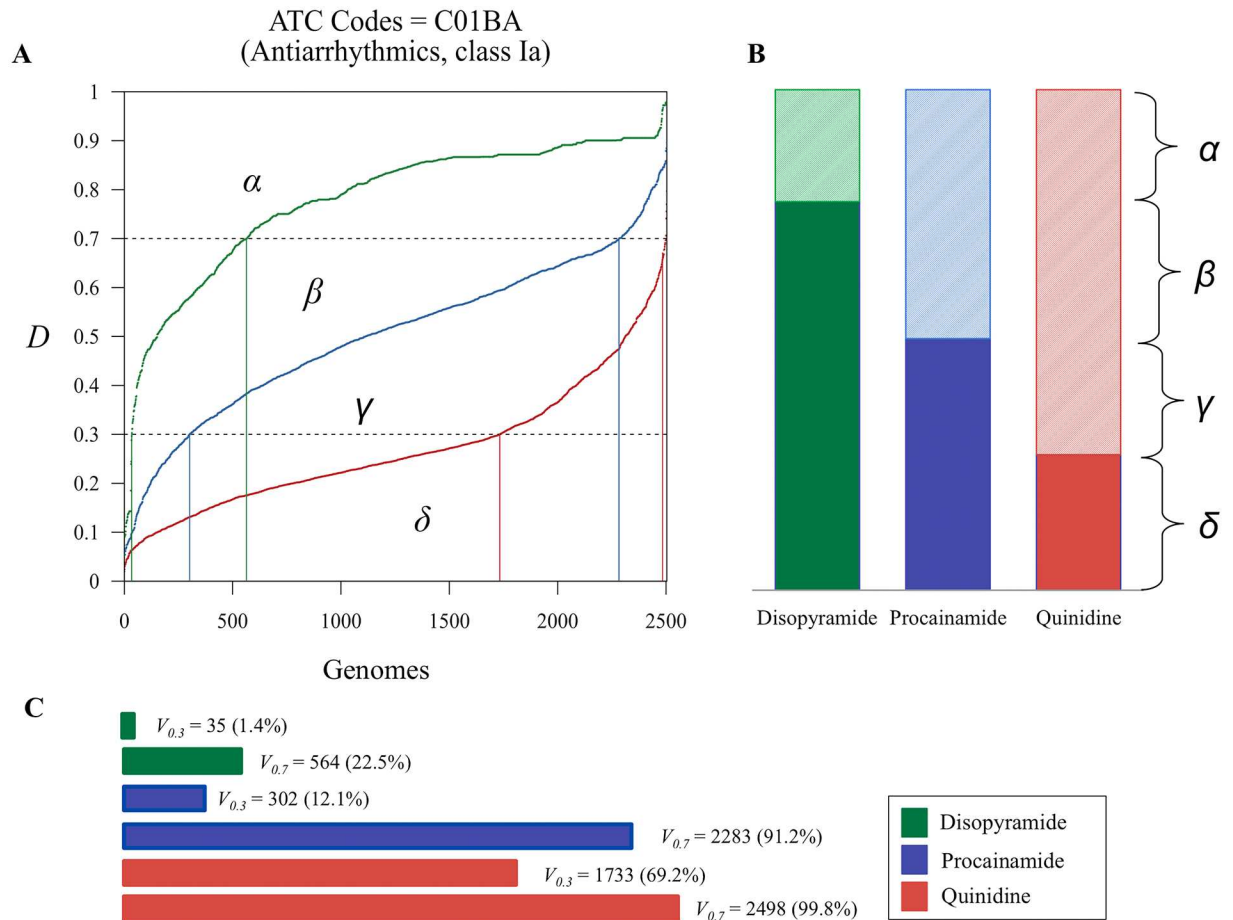 ATC Codes = C01BA
(Antiarrhythmics, class Ia)
A
B
1
0.9
0.8
0.7
0.6
0.5
0.4
0.3
0.2
0.1
0
D
α
β
γ
δ
0
500
1000
1500
2000
2500
Genomes
α
β
γ
δ
Disopyramide
Procainamide
Quinidine
C
V0.3 = 35 (1.4%)
V0.7 = 564 (22.5%)
V0.3 = 302 (12.1%)
V0.7 = 2283 (91.2%)
V0.3 = 1733 (69.2%)
V0.7 = 2498 (99.8%)
Disopyramide
Procainamide
Quinidine